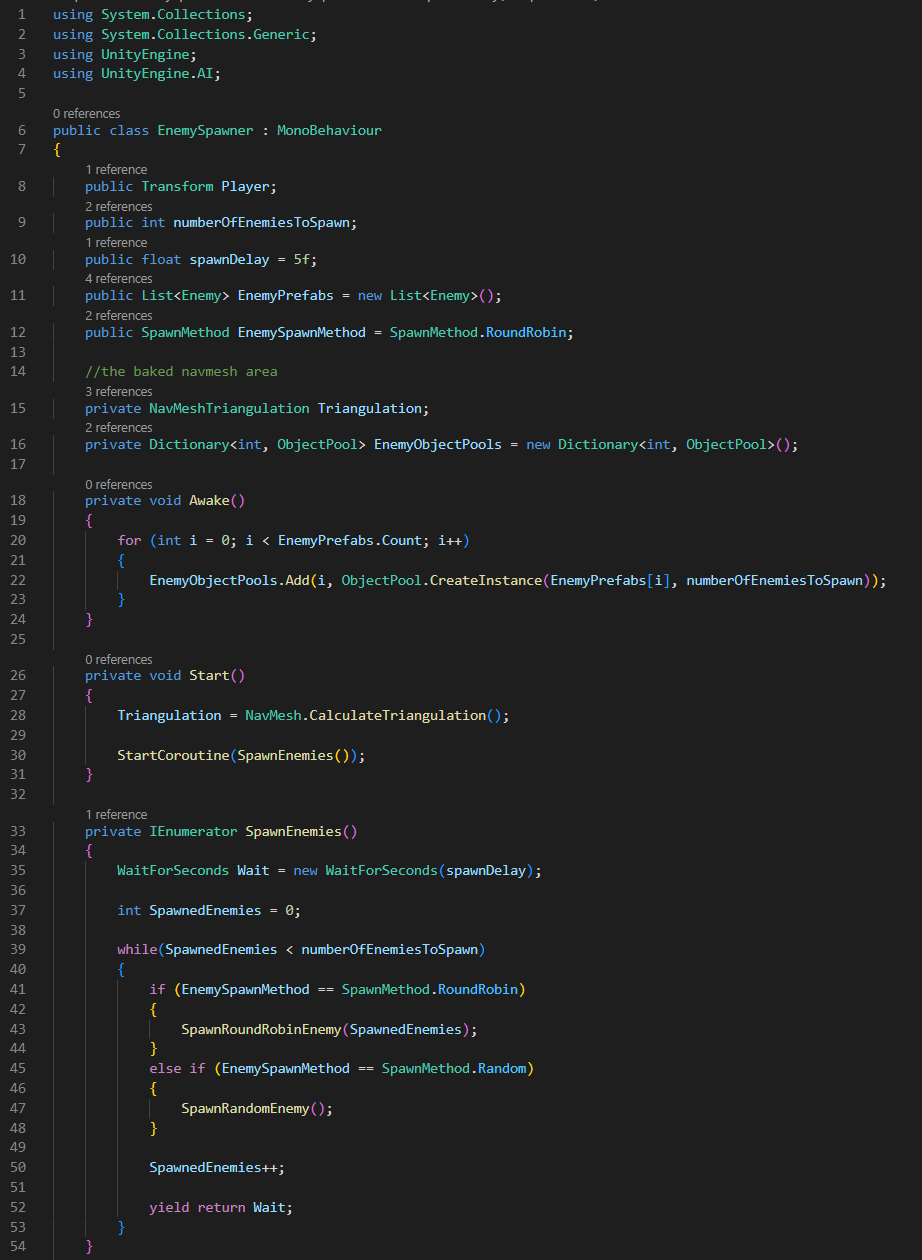 1 using System.Collections;
2 using System.Collections.Generic;
3 using UnityEngine;
4 using UnityEngine.AI;
5
0 references
6 public class EnemySpawner : MonoBehaviour
7 {
1 reference
8 public Transform Player;
2 references
9 public int numberOfEnemiesToSpawn;
1 reference
10 public float spawnDelay = 5f;
4 references
11 public List<Enemy> EnemyPrefabs = new List<Enemy>();
2 references
12 public SpawnMethod EnemySpawnMethod = SpawnMethod.RoundRobin;
13
14 //the baked navmesh area
3 references
15 private NavMeshTriangulation Triangulation;
2 references
16 private Dictionary<int, ObjectPool> EnemyObjectPools = new Dictionary<int, ObjectPool>();
17
0 references
18 private void Awake()
19 {
20 for (int i = 0; i < EnemyPrefabs.Count; i++)
21 {
22 EnemyObjectPools.Add(i, ObjectPool.CreateInstance(EnemyPrefabs[i], numberOfEnemiesToSpawn));
23 }
24 }
25
0 references
26 private void Start()
27 {
28 Triangulation = NavMesh.CalculateTriangulation();
29
30 StartCoroutine(SpawnEnemies());
31 }
32
1 reference
33 private IEnumerator SpawnEnemies()
34 {
35 WaitForSeconds Wait = new WaitForSeconds(spawnDelay);
36
37 int SpawnedEnemies = 0;
38
39 while(SpawnedEnemies < numberOfEnemiesToSpawn)
40 {
41 if (EnemySpawnMethod == SpawnMethod.RoundRobin)
42 {
43 SpawnRoundRobinEnemy(SpawnedEnemies);
44 }
45 else if (EnemySpawnMethod == SpawnMethod.Random)
46 {
47 SpawnRandomEnemy();
48 }
49
50 SpawnedEnemies++;
51
52 yield return Wait;
53 }
54 }